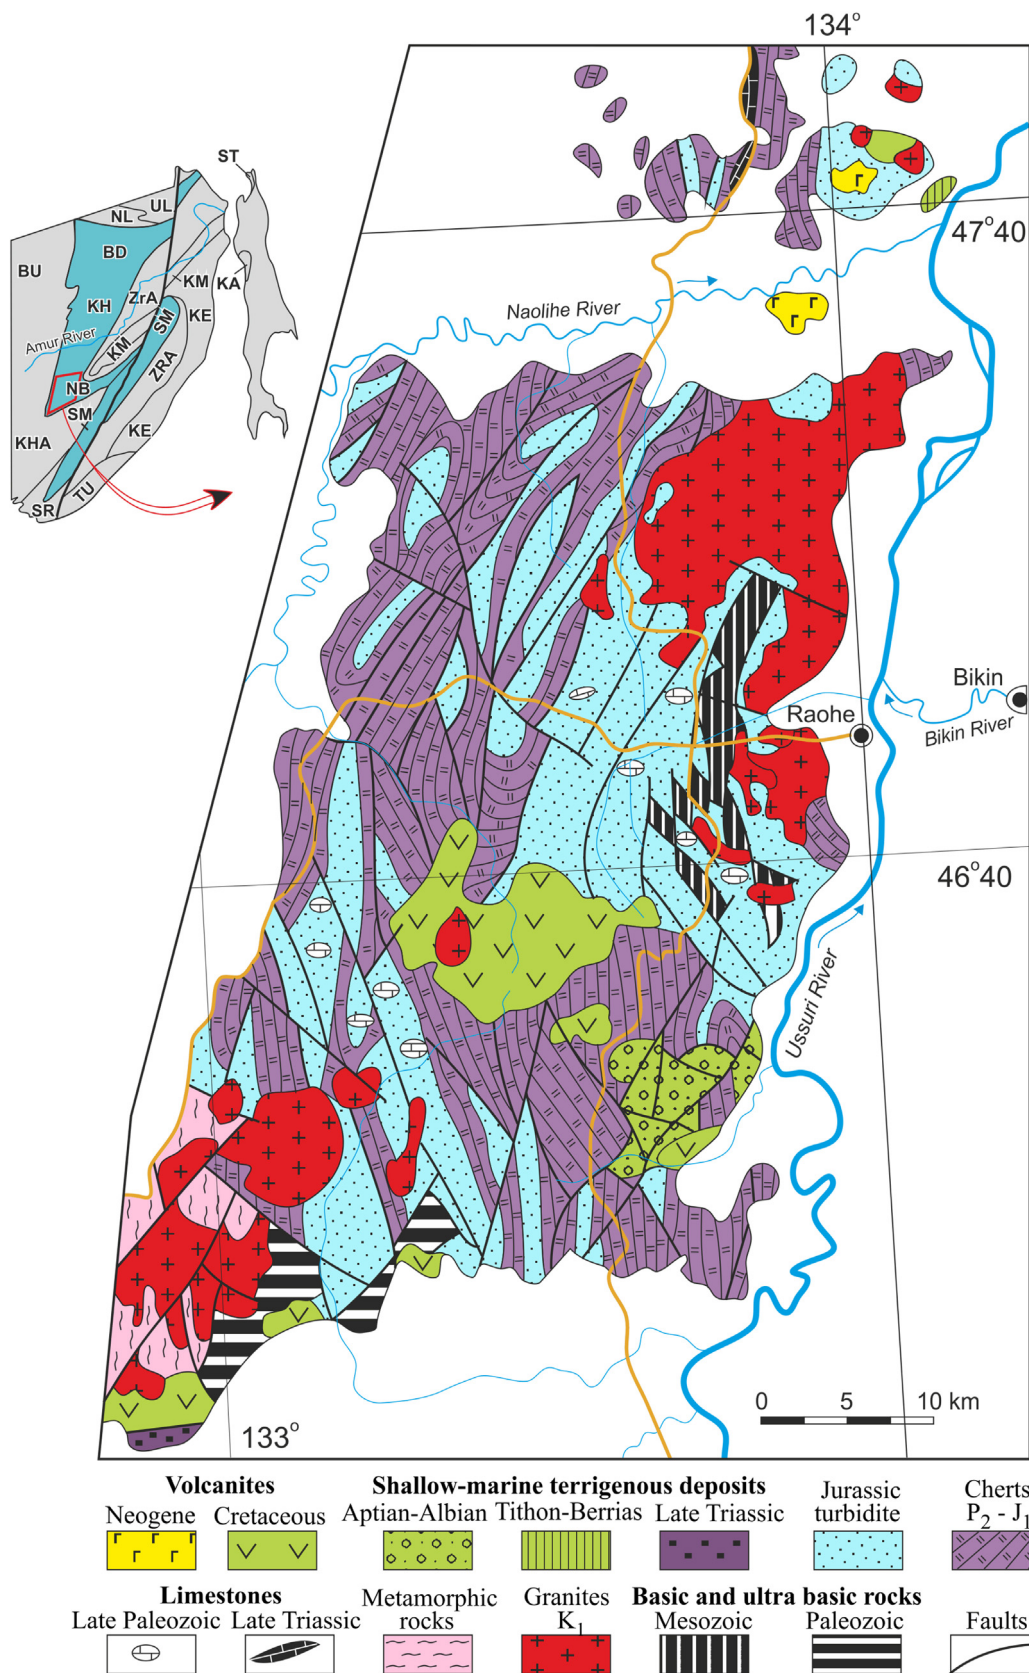 134°
ST
NL
UL
BU
BD
KM
KA
KH
ZrA
KE
SM
Amur River
KM
ZRA
NB
SM
KHA
KE
TU
SR
47°40
Naolihe River
Bikin
Raohe
Bikin River
46°40
Ussuri River
0 5 10 km
133°
Volcanites
Shallow-marine terrigenous deposits
Jurassic
turbidite
Cherts
P2 - J1
Neogene
Cretaceous
Aptian-Albian
Tithon-Berrias
Late Triassic
Limestones
Metamorphic
rocks
Granites
K1
Basic and ultra basic rocks
Late Paleozoic
Late Triassic
Mesozoic
Paleozoic
Faults